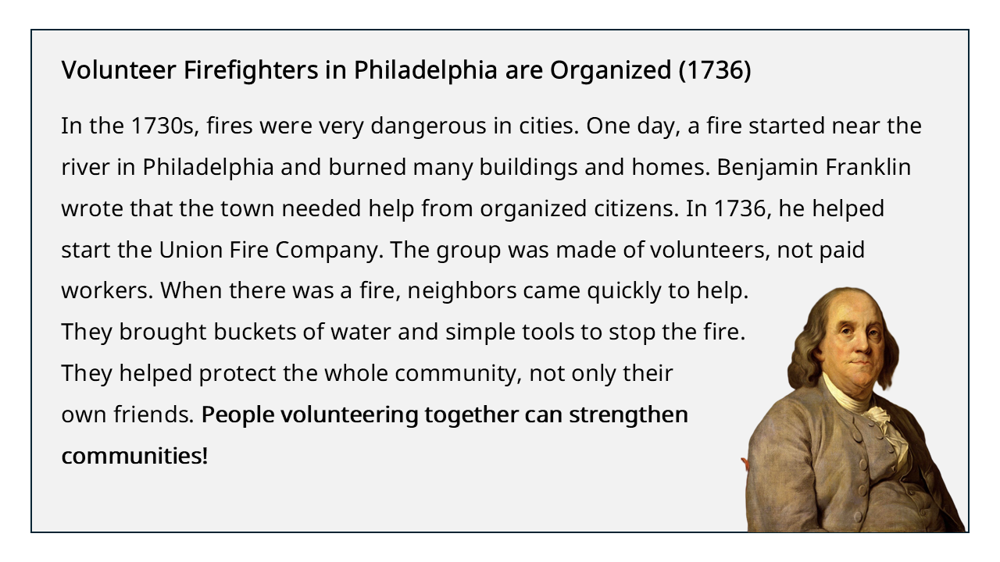 Volunteer Firefighters in Philadelphia are Organized (1736)
In the 1730s, fires were very dangerous in cities. One day, a fire started near the
river in Philadelphia and burned many buildings and homes. Benjamin Franklin
wrote that the town needed help from organized citizens. In 1736, he helped
start the Union Fire Company. The group was made of volunteers, not paid
workers. When there was a fire, neighbors came quickly to help.
They brought buckets of water and simple tools to stop the fire.
They helped protect the whole community, not only their
own friends. People volunteering together can strengthen
communities!